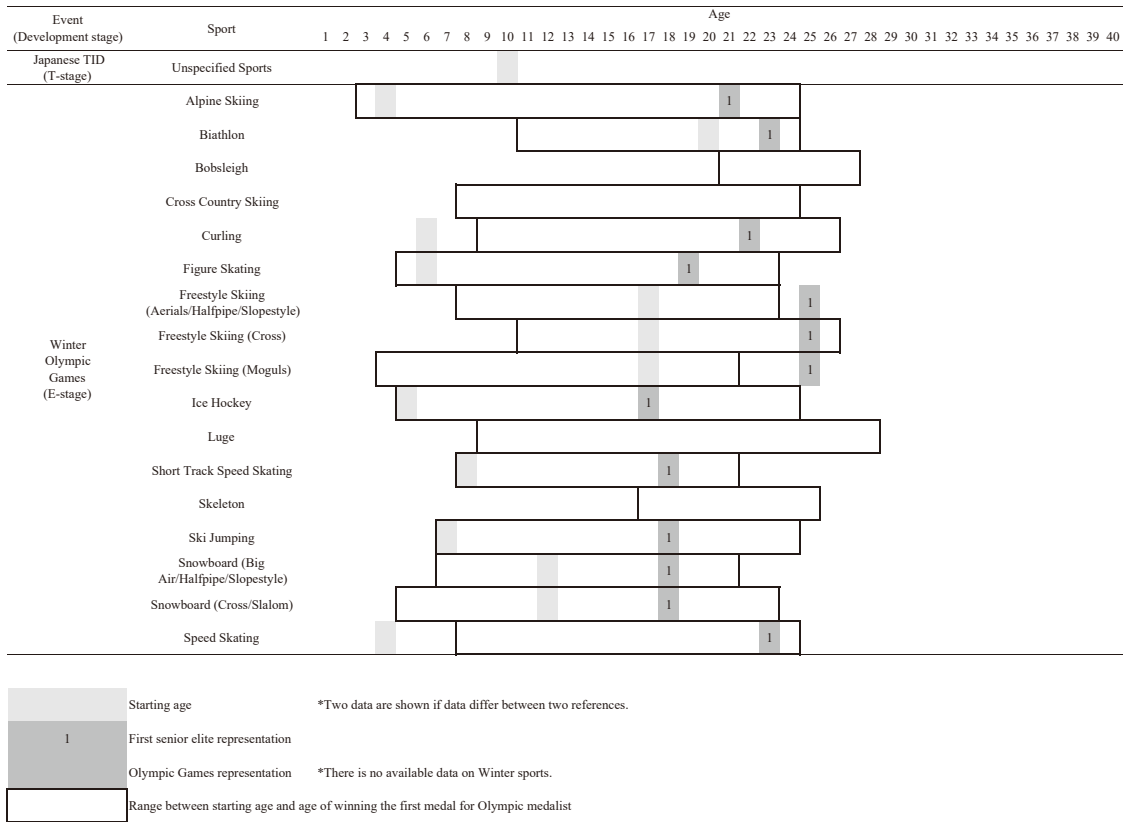 Event
(Development stage)
Sport
Age
1 2 3 4 5 6 7 8 9 10 11 12 13 14 15 16 17 18 19 20 21 22 23 24 25 26 27 28 29 30 31 32 33 34 35 36 37 38 39 40
Japanese TID
(T-stage)
Unspecified Sports
Winter
Olympic
Games
(E-stage)
Alpine Skiing 1
Biathlon 1
Bobsleigh
Cross Country Skiing
Curling 1
Figure Skating 1
Freestyle Skiing
(Aerials/Halfpipe/Slopestyle) 1
Freestyle Skiing (Cross) 1
Freestyle Skiing (Moguls) 1
Ice Hockey 1
Luge
Short Track Speed Skating 1
Skeleton
Ski Jumping 1
Snowboard (Big
Air/Halfpipe/Slopestyle) 1
Snowboard (Cross/Slalom) 1
Speed Skating 1
Starting age *Two data are shown if data differ between two references.
1 First senior elite representation
Olympic Games representation *There is no available data on Winter sports.
Range between starting age and age of winning the first medal for Olympic medalist